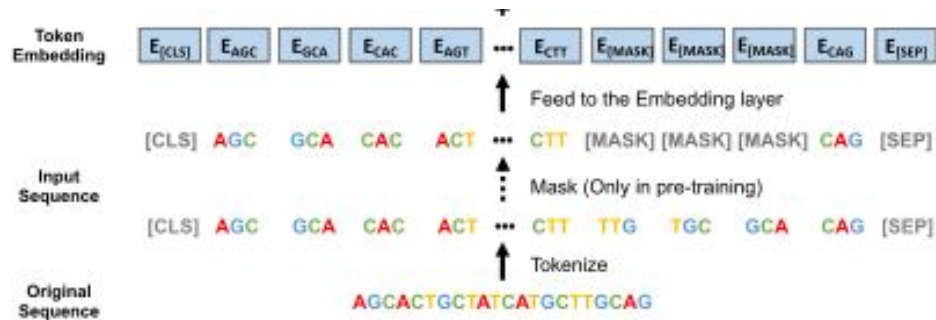 Token Embedding E[CLS] EAGC EGCA ECAC EAGT ... ECTT E[MASK] E[MASK] E[MASK] ECAG E[SEP]
Feed to the Embedding layer
[CLS] AGC GCA CAC ACT ... CTT [MASK] [MASK] [MASK] CAG [SEP]
Input Sequence
Mask (Only in pre-training)
[CLS] AGC GCA CAC ACT ... CTT TTG TGC GCA CAG [SEP]
Tokenize
Original Sequence
AGCACTGCTATCATGCTTGCAG